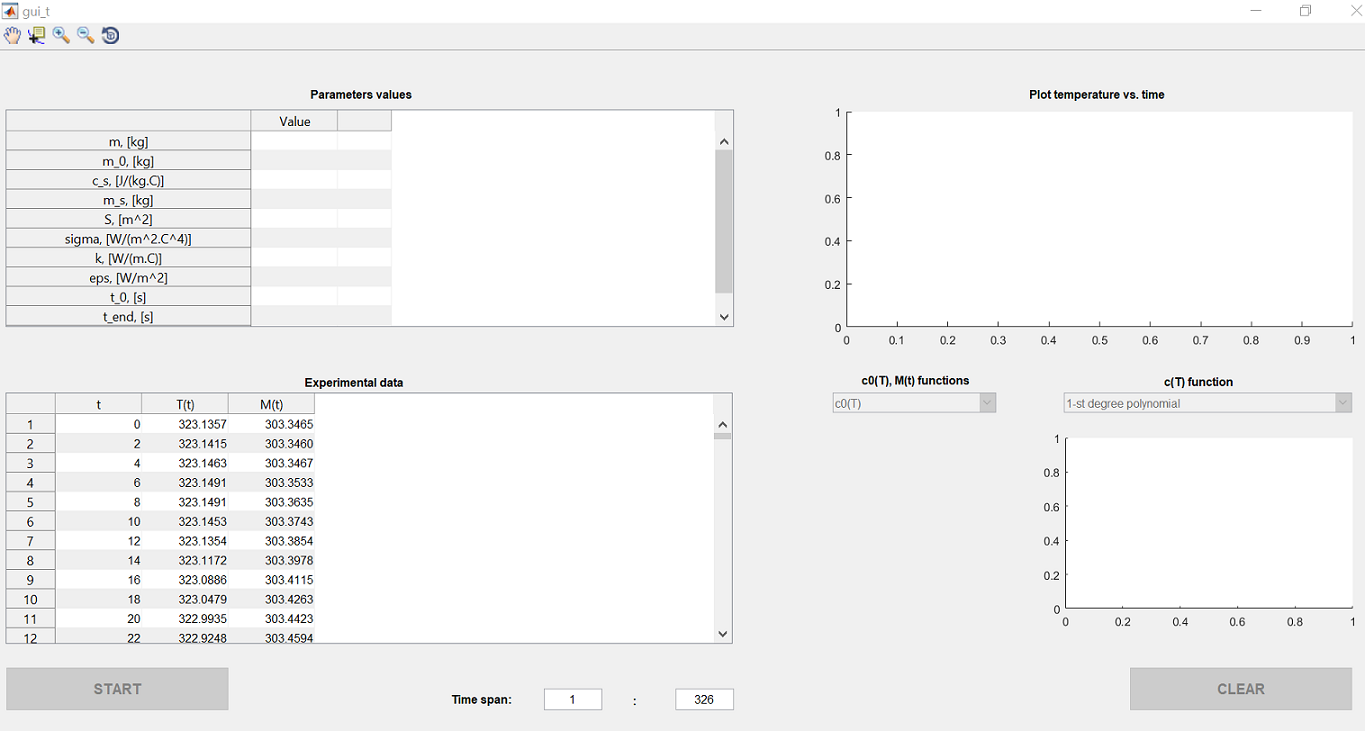 gui_t
Parameters values
Value
m, [kg]
m_0, [kg]
c_s, [J/(kg.C)]
m_s, [kg]
S, [m^2]
sigma, [W/(m^2.C^4)]
k, [W/(m.C)]
eps, [W/m^2]
t_0, [s]
t_end, [s]
Experimental data
t T(t) M(t)
1 0 323.1357 303.3465
2 2 323.1415 303.3460
3 4 323.1463 303.3467
4 6 323.1491 303.3533
5 8 323.1491 303.3635
6 10 323.1453 303.3743
7 12 323.1354 303.3854
8 14 323.1172 303.3978
9 16 323.0886 303.4115
10 18 323.0479 303.4263
11 20 322.9935 303.4423
12 22 322.9248 303.4594
START
Time span: 1 : 326
Plot temperature vs. time
1
0.8
0.6
0.4
0.2
0
0 0.1 0.2 0.3 0.4 0.5 0.6 0.7 0.8 0.9 1
c0(T), M(t) functions
c0(T)
c(T) function
1-st degree polynomial
1
0.8
0.6
0.4
0.2
0
0 0.2 0.4 0.6 0.8 1
CLEAR